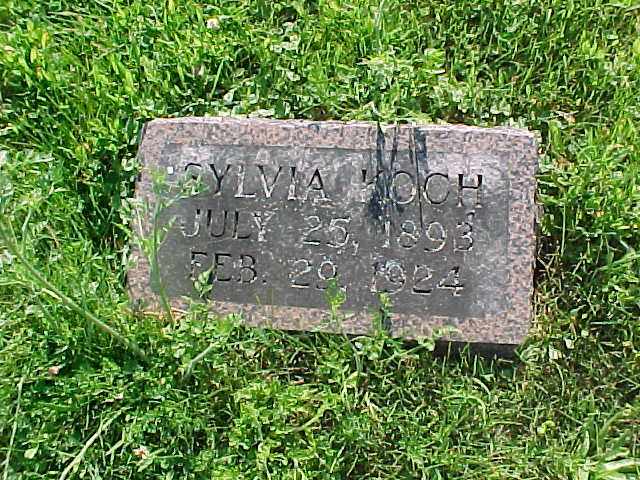 SYLVIA KOCH
JULY 25, 1893
FEB. 29, 1924